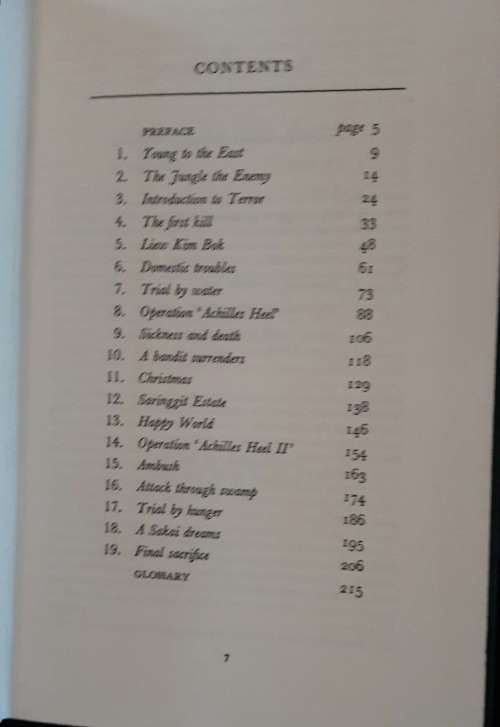 CONTENTS
PREFACE page 5
1. Young to the East 9
2. The Jungle the Enemy 14
3. Introduction to Terror 24
4. The first kill 33
5. Liew Kim Bok 48
6. Domestic troubles 61
7. Trial by water 73
8. Operation 'Achilles Heel' 88
9. Sickness and death 106
10. A bandit surrenders 118
11. Christmas 129
12. Saringgit Estate 138
13. Happy World 146
14. Operation 'Achilles Heel II' 154
15. Ambush 163
16. Attack through swamp 174
17. Trial by hunger 186
18. A Sakai dreams 195
19. Final sacrifice 206
GLOSSARY 215
7